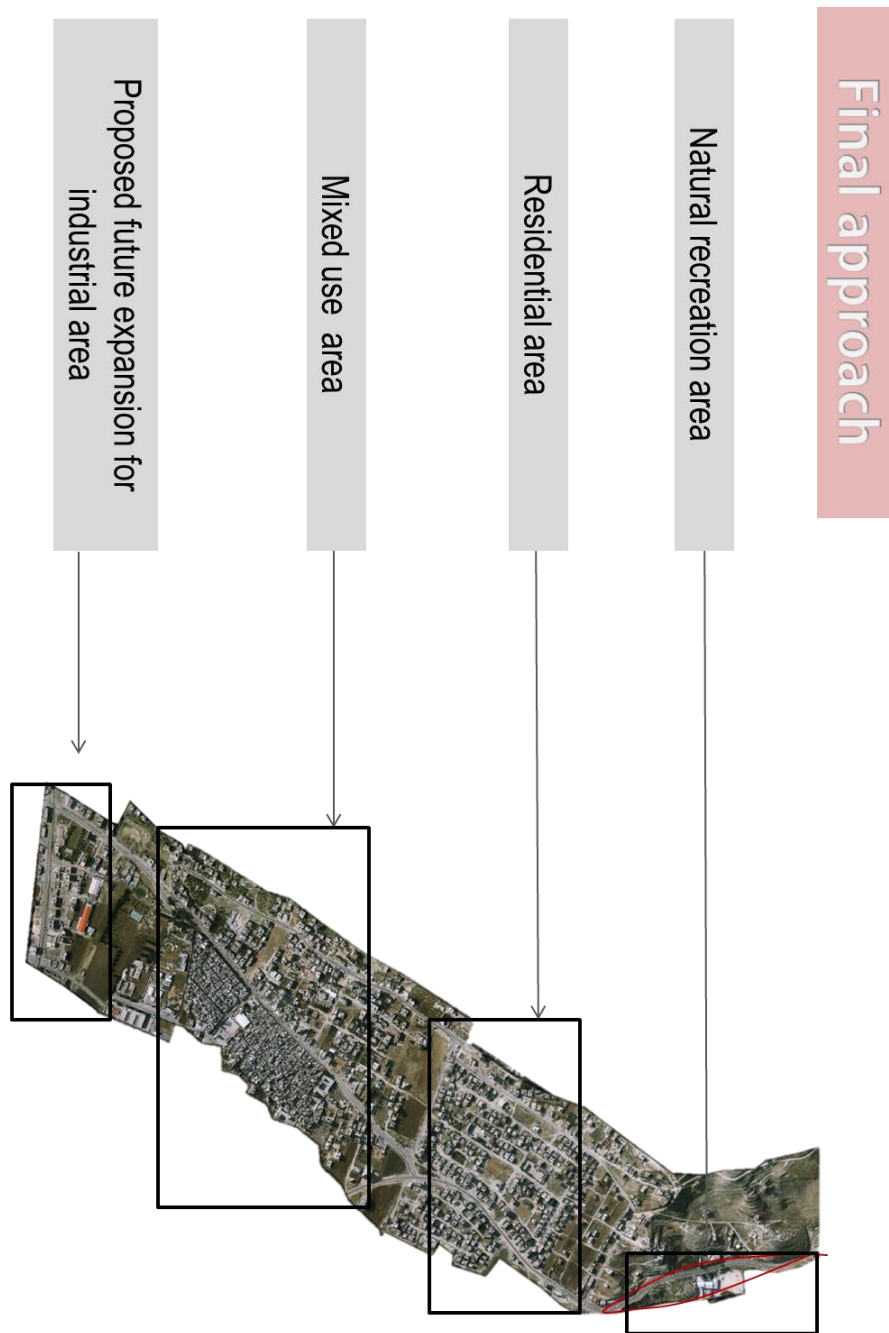 Final approach
Natural recreation area
Residential area
Mixed use area
Proposed future expansion for
industrial area